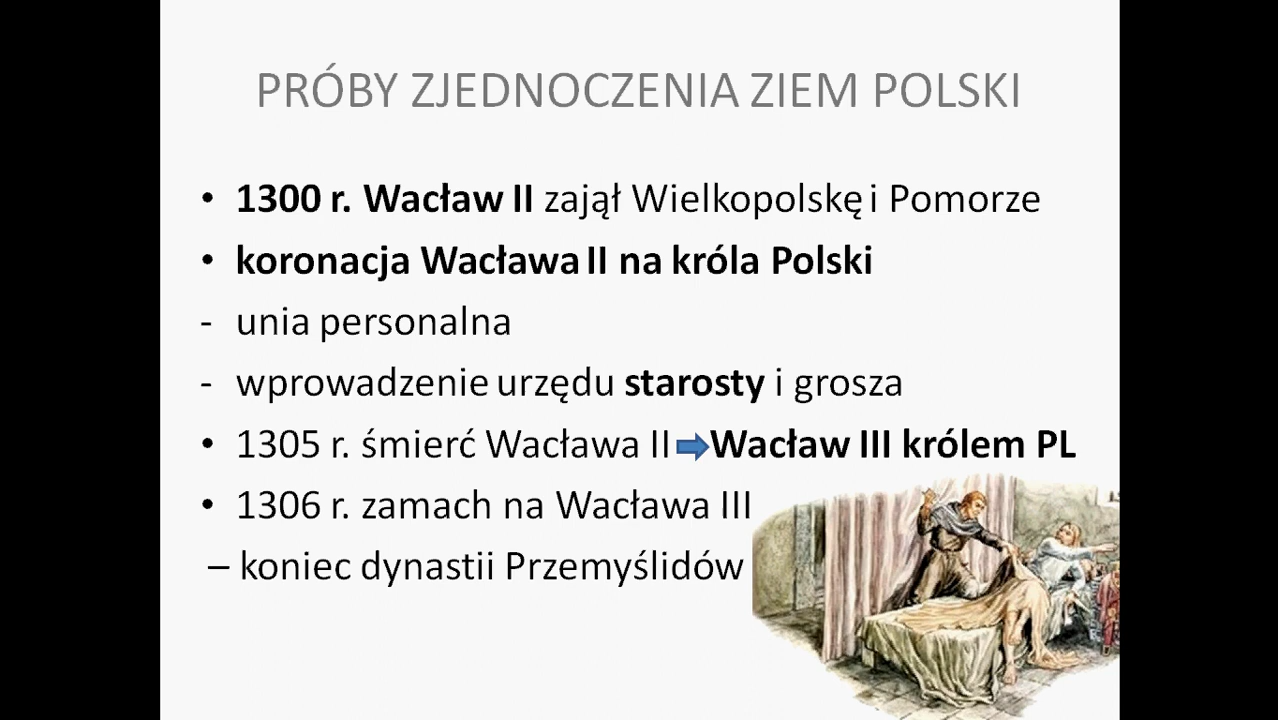 PRÓBY ZJEDNOCZENIA ZIEM POLSKI
• 1300 r. Wacław II zajął Wielkopolskę i Pomorze
• koronacja Wacława II na króla Polski
- unia personalna
- wprowadzenie urzędu starosty i grosza
• 1305 r. śmierć Wacława II ➡ Wacław III królem PL
• 1306 r. zamach na Wacława III
– koniec dynastii Przemyślidów